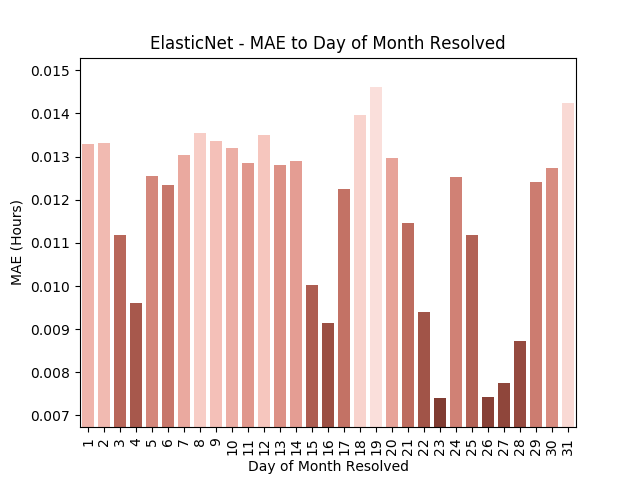 ElasticNet - MAE to Day of Month Resolved
0.015
0.014
0.013
0.012
0.011
0.010
0.009
0.008
0.007
MAE (Hours)
1 2 3 4 5 6 7 8 9 10 11 12 13 14 15 16 17 18 19 20 21 22 23 24 25 26 27 28 29 30 31
Day of Month Resolved